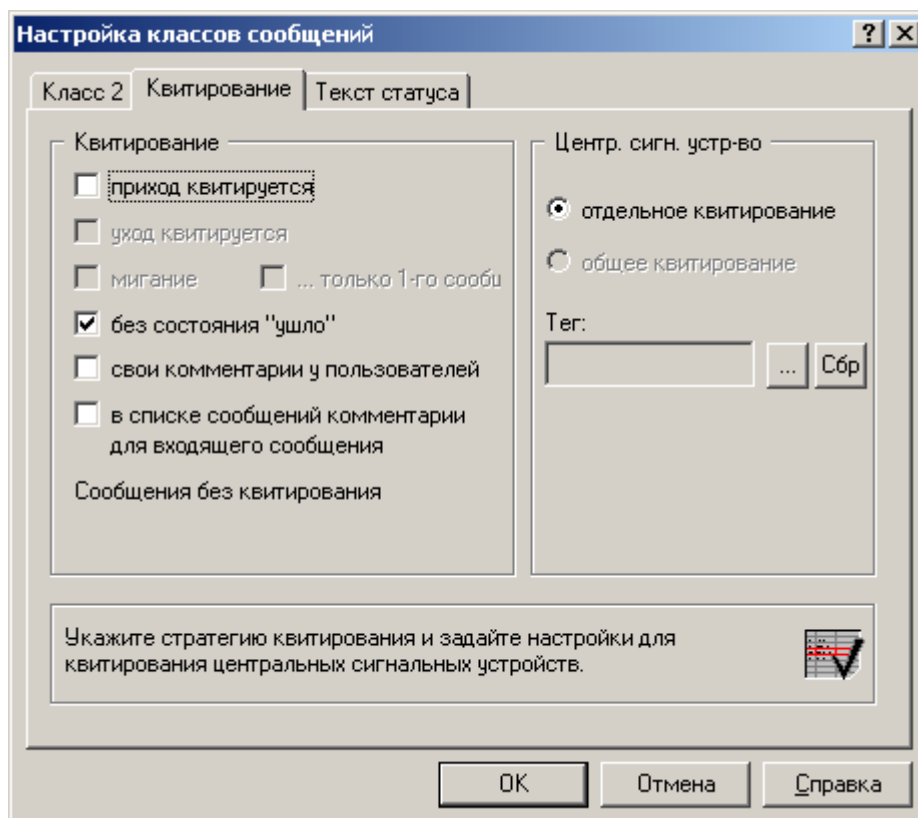 Настройка классов сообщений
Класс 2 Квитирование Текст статуса
Квитирование
приход квитируется
уход квитируется
мигание ... только 1-го сообщ
без состояния "ушло"
свои комментарии у пользователей
в списке сообщений комментарии
для входящего сообщения
Сообщения без квитирования
Центр. сигн. устр-во
отдельное квитирование
общее квитирование
Тег:
... Сбр
Укажите стратегию квитирования и задайте настройки для
квитирования центральных сигнальных устройств.
OK Отмена Справка